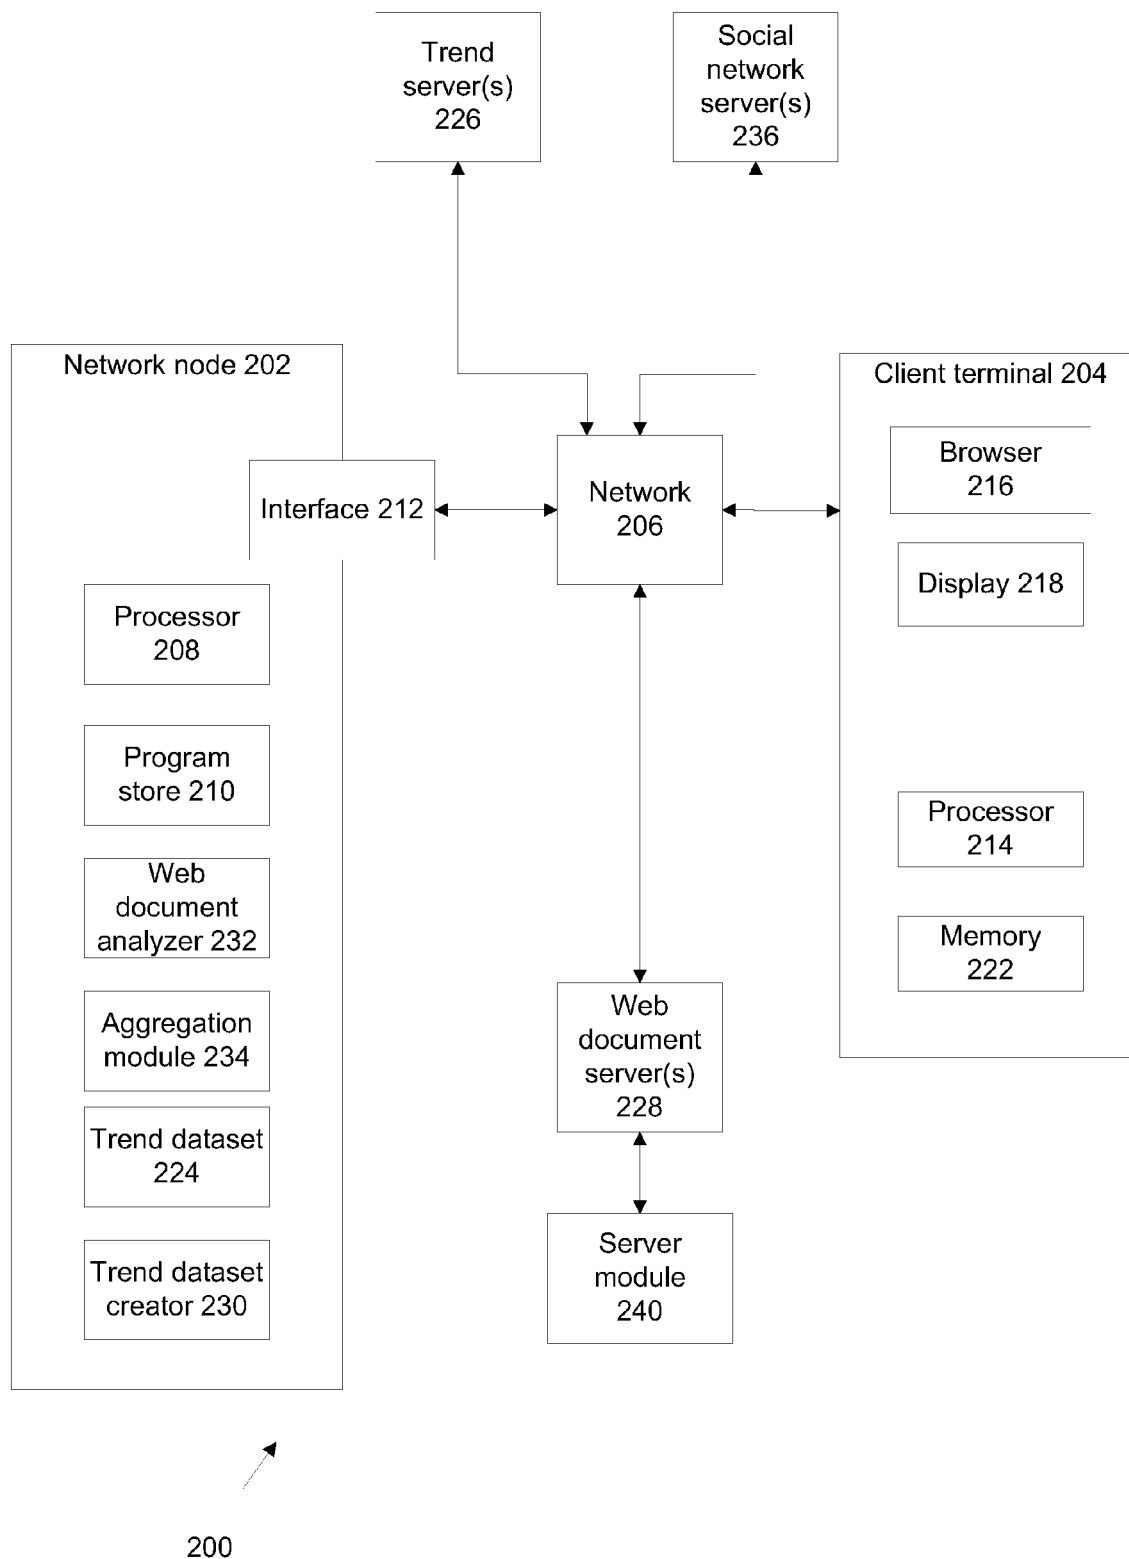 Trend
server(s)
226
Social
network
server(s)
236
Network node 202
Interface 212
Processor
208
Program
store 210
Web
document
analyzer 232
Aggregation
module 234
Trend dataset
224
Trend dataset
creator 230
Network
206
Web
document
server(s)
228
Server
module
240
Client terminal 204
Browser
216
Display 218
Processor
214
Memory
222
200